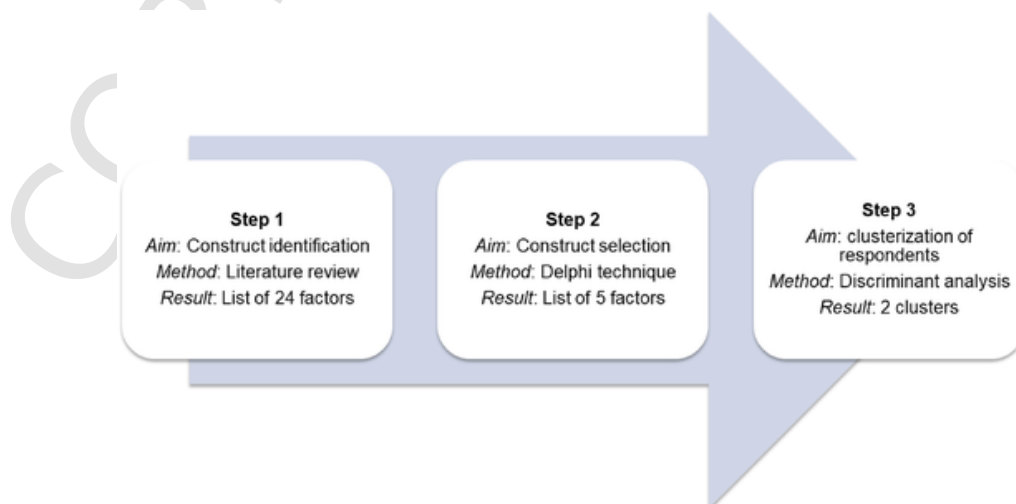 Step 1
Aim: Construct identification
Method: Literature review
Result: List of 24 factors
Step 2
Aim: Construct selection
Method: Delphi technique
Result: List of 5 factors
Step 3
Aim: clusterization of
respondents
Method: Discriminant analysis
Result: 2 clusters